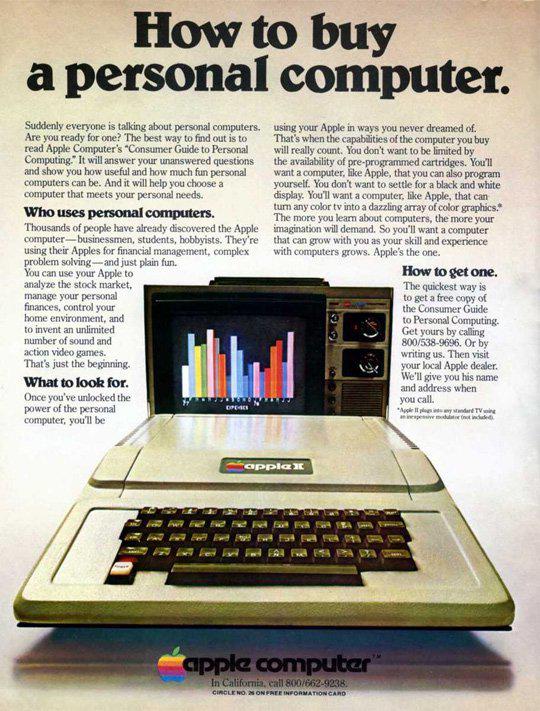 How to buy
a personal computer.
Suddenly everyone is talking about personal computers.
Are you ready for one? The best way to find out is to
read Apple Computer's "Consumer Guide to Personal
Computing." It will answer your unanswered questions
and show you how useful and how much fun personal
computers can be. And it will help you choose a
computer that meets your personal needs.
Who uses personal computers.
Thousands of people have already discovered the Apple
computer—businessmen, students, hobbyists. They're
using their Apples for financial management, complex
problem solving—and just plain fun.
You can use your Apple to
analyze the stock market,
manage your personal
finances, control your
home environment, and
to invent an unlimited
number of sound and
action video games.
That's just the beginning.
What to look for.
Once you've unlocked the
power of the personal
computer, you'll be
using your Apple in ways you never dreamed of.
That's when the capabilities of the computer you buy
will really count. You don't want to be limited by
the availability of pre-programmed cartridges. You'll
want a computer, like Apple, that you can also program
yourself. You don't want to settle for a black and white
display. You'll want a computer, like Apple, that can
turn any color tv into a dazzling array of color graphics.*
The more you learn about computers, the more your
imagination will demand. So you'll want a computer
that can grow with you as your skill and experience
with computers grows. Apple's the one.
How to get one.
The quickest way is
to get a free copy of
the Consumer Guide
to Personal Computing.
Get yours by calling
800/538-9696. Or by
writing us. Then visit
your local Apple dealer.
We'll give you his name
and address when
you call.
*Apple II plugs into any standard TV using
an inexpensive modulator (not included).
EXPENSES
apple II
apple computer™
In California, call 800/662-9238.
CIRCLE NO. 26 ON FREE INFORMATION CARD